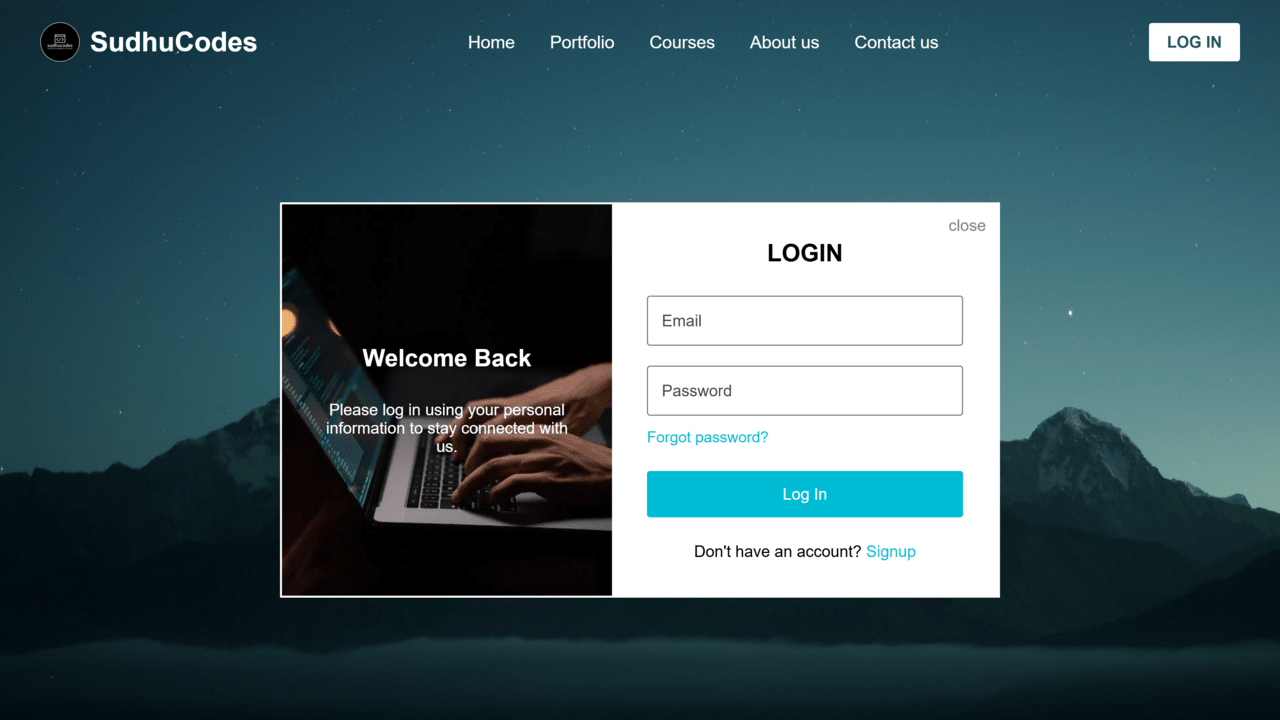 sudhucodes
SudhuCodes
Home
Portfolio
Courses
About us
Contact us
LOG IN
close
LOGIN
Welcome Back
Please log in using your personal
information to stay connected with
us.
Email
Password
Forgot password?
Log In
Don't have an account? Signup